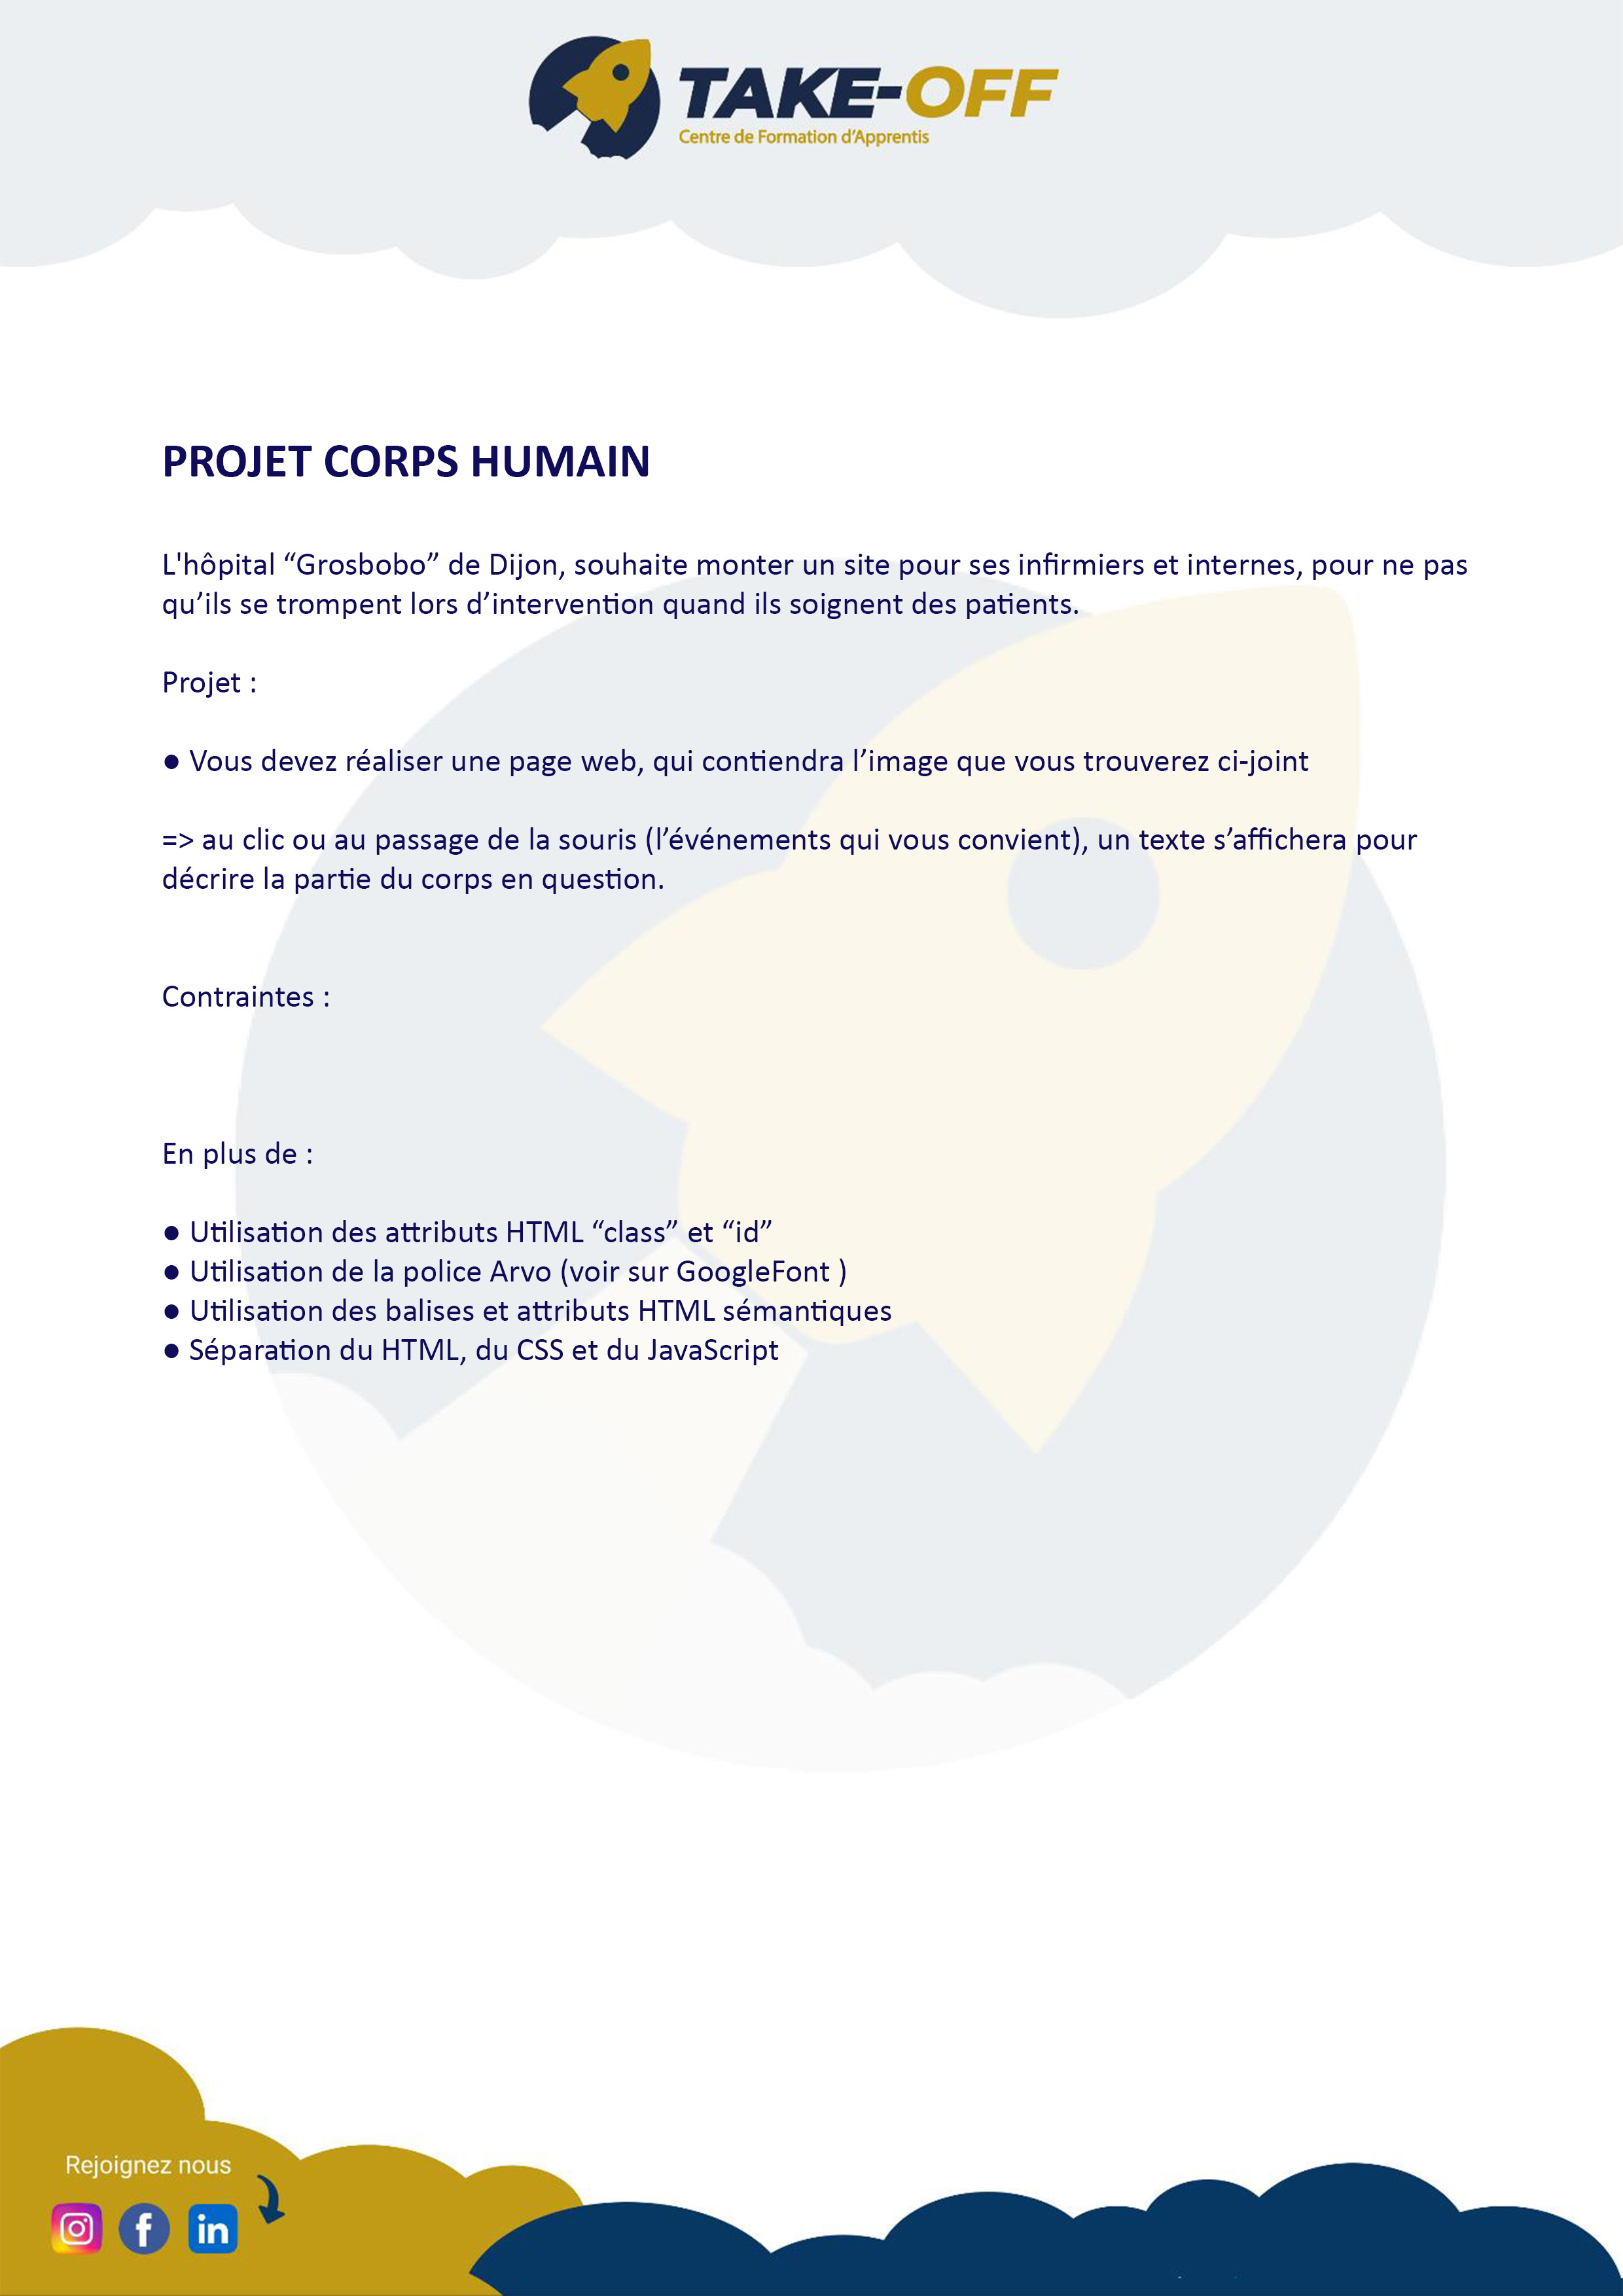 TAKE-OFF
Centre de Formation d'Apprentis
PROJET CORPS HUMAIN
L'hôpital “Grosbobo” de Dijon, souhaite monter un site pour ses infirmiers et internes, pour ne pas
qu’ils se trompent lors d’intervention quand ils soignent des patients.
Projet :
● Vous devez réaliser une page web, qui contiendra l’image que vous trouverez ci-joint
=> au clic ou au passage de la souris (l’événements qui vous convient), un texte s’affichera pour
décrire la partie du corps en question.
Contraintes :
En plus de :
● Utilisation des attributs HTML “class” et “id”
● Utilisation de la police Arvo (voir sur GoogleFont )
● Utilisation des balises et attributs HTML sémantiques
● Séparation du HTML, du CSS et du JavaScript
Rejoignez nous